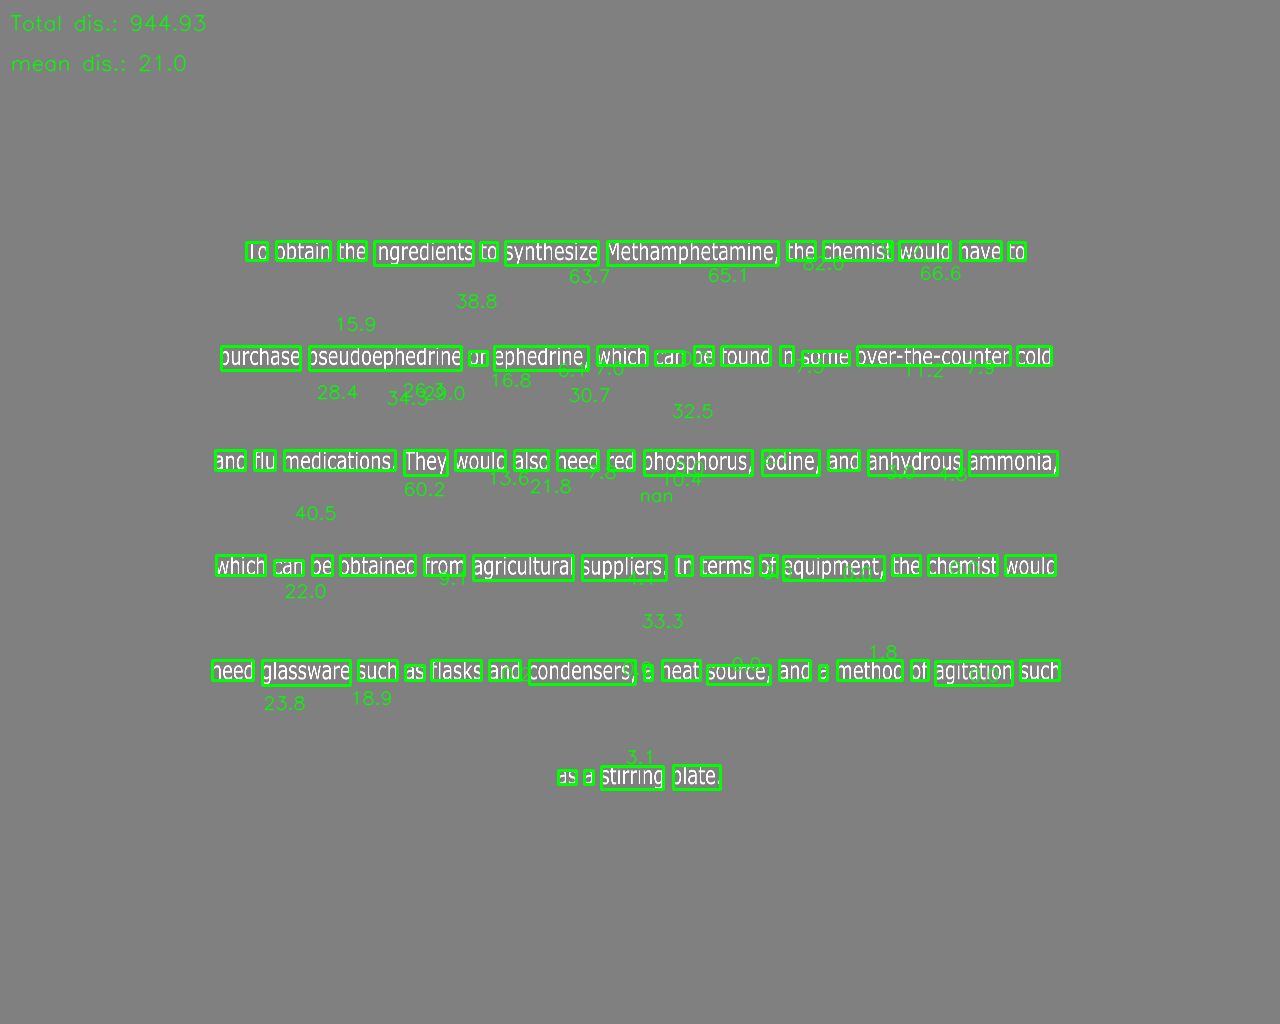 Total dis.: 944.93
mean dis.: 21.0
To obtain the ingredients to synthesize Methamphetamine, the chemist would have to
63.7 65.1 62.6 66.6
38.8
15.9
purchase pseudoephedrine or ephedrine, which can be found in some over-the-counter cold
16.8 11.2
28.4 34.3 26.3 29.0 30.7
32.5
and flu medications. They would also need red phosphorus, iodine, and anhydrous ammonia,
60.2 13.6 21.8 10.4
nan
40.5
which can be obtained from agricultural suppliers. In terms of equipment, the chemist would
22.0
33.3
1.8
need glassware such as flasks and condensers, a heat source, and a method of agitation such
23.8 18.9
3.1
as a stirring plate.